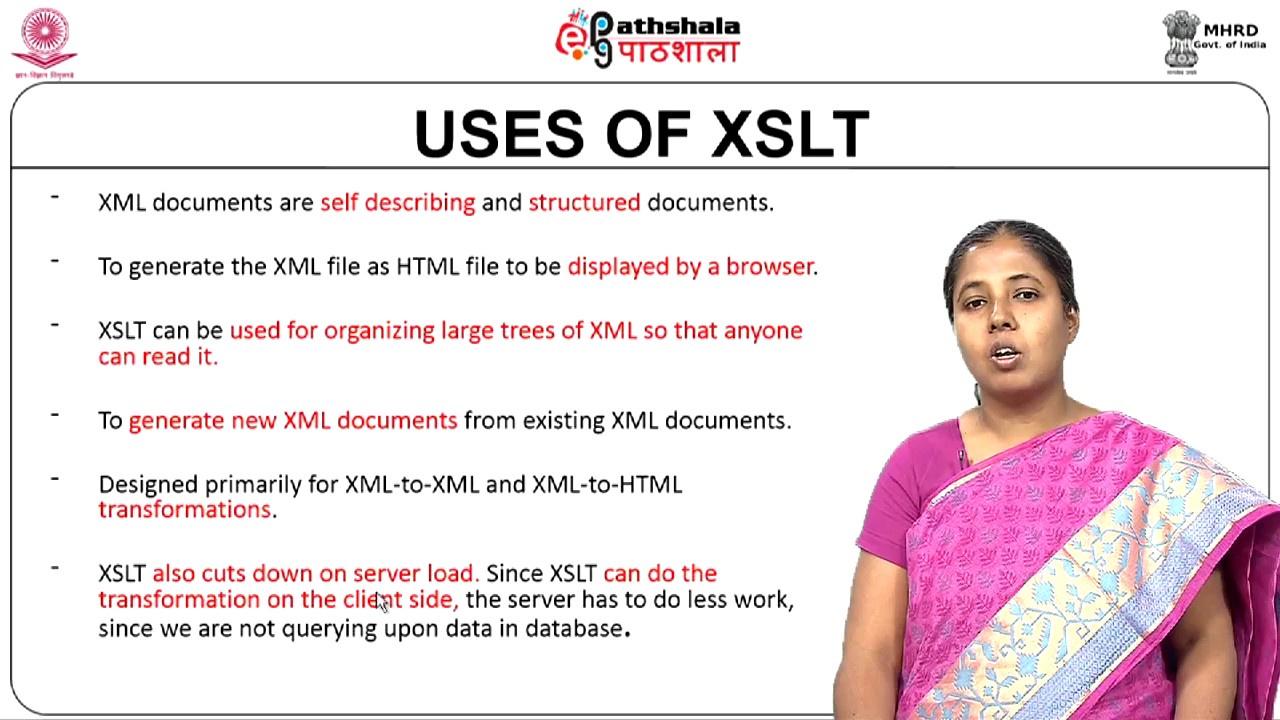 ज्ञान-विज्ञान विमुक्तये
epg Pathshala
पाठशाला
MHRD
Govt. of India
USES OF XSLT
- XML documents are self describing and structured documents.
- To generate the XML file as HTML file to be displayed by a browser.
- XSLT can be used for organizing large trees of XML so that anyone
can read it.
- To generate new XML documents from existing XML documents.
- Designed primarily for XML-to-XML and XML-to-HTML
transformations.
- XSLT also cuts down on server load. Since XSLT can do the
transformation on the client side, the server has to do less work,
since we are not querying upon data in database.